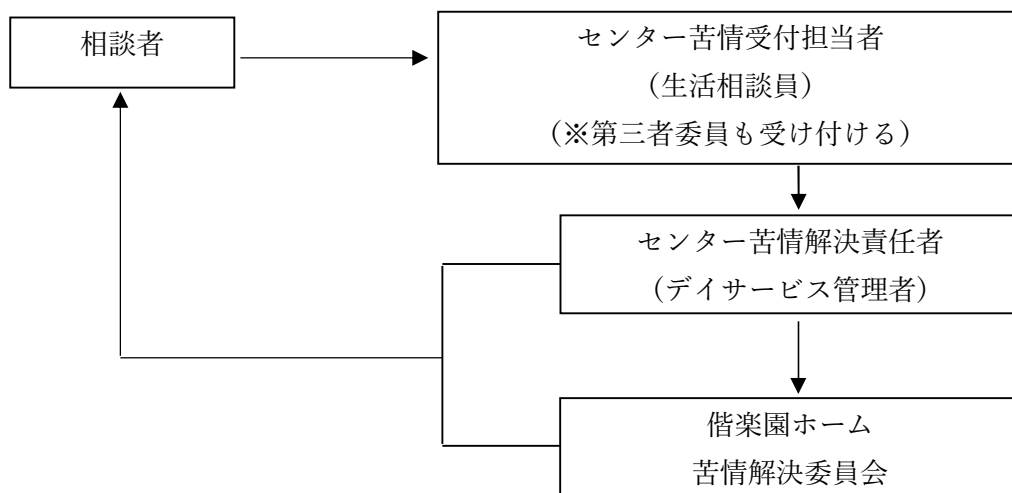 相談者
センター苦情受付担当者
（生活相談員）
（※第三者委員も受け付ける）
センター苦情解決責任者
（デイサービス管理者）
偕楽園ホーム
苦情解決委員会